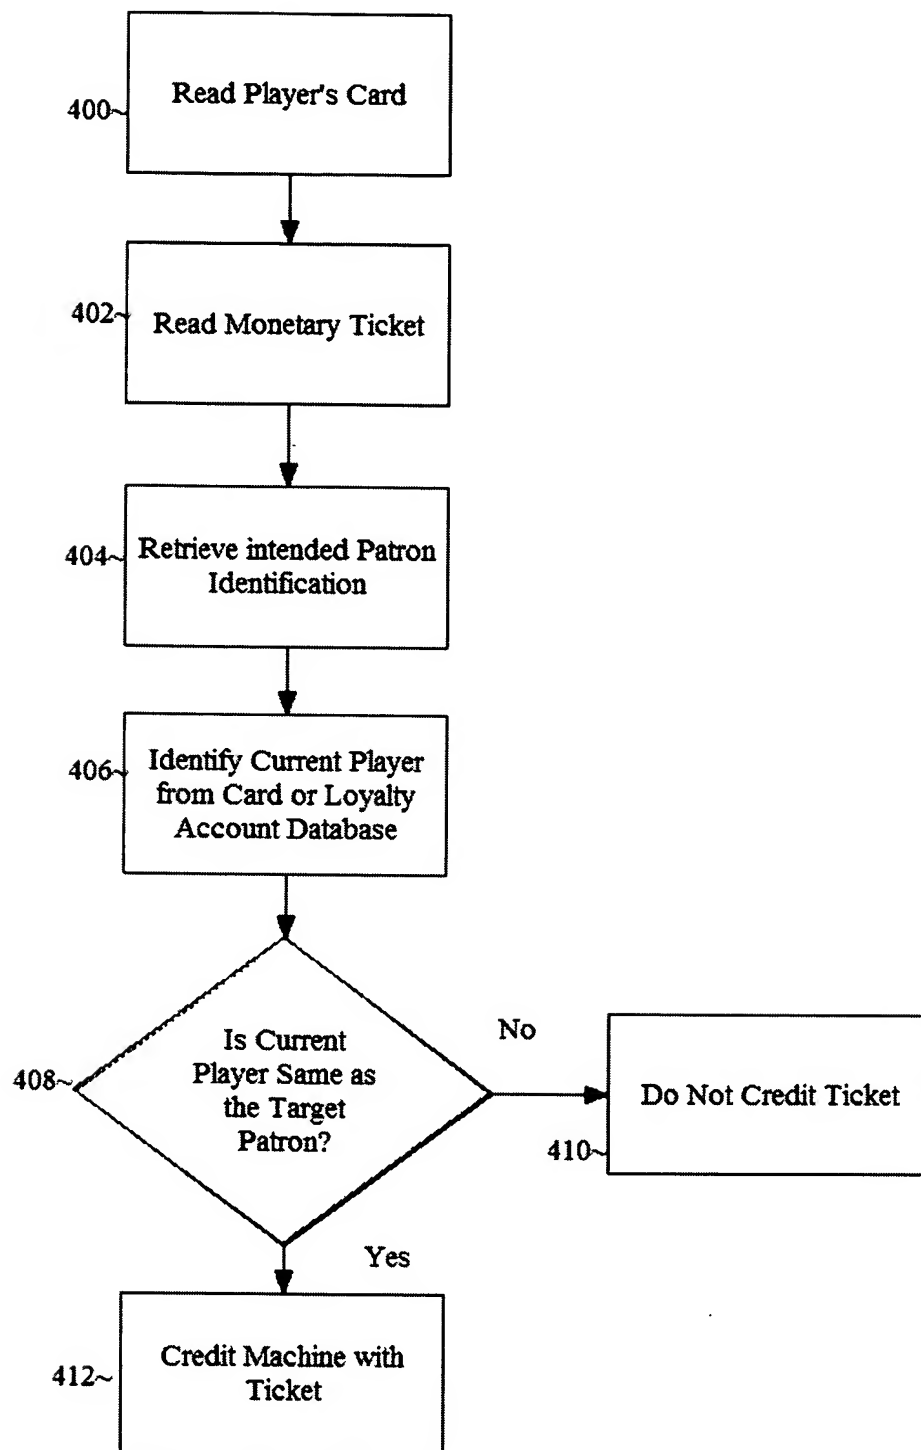 400~
Read Player's Card
402~
Read Monetary Ticket
404~
Retrieve intended Patron
Identification
406~
Identify Current Player
from Card or Loyalty
Account Database
408~
Is Current
Player Same as
the Target
Patron?
No
Do Not Credit Ticket
410~
Yes
412~
Credit Machine with
Ticket